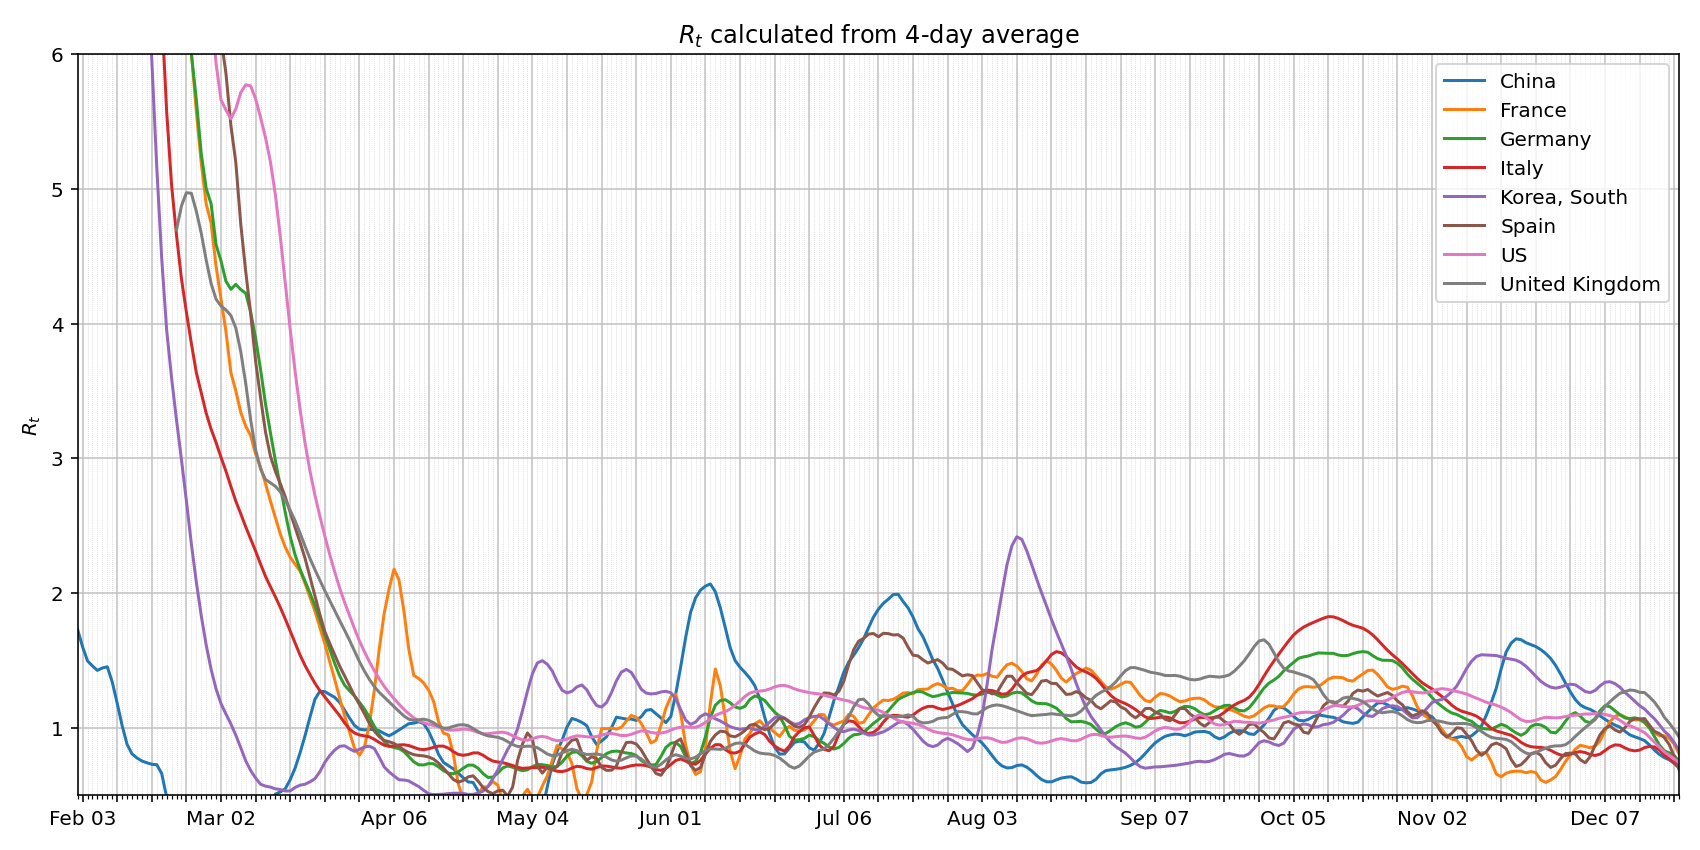 R_t calculated from 4-day average
6
5
4
3
2
1
R_t
China
France
Germany
Italy
Korea, South
Spain
US
United Kingdom
Feb 03 Mar 02 Apr 06 May 04 Jun 01 Jul 06 Aug 03 Sep 07 Oct 05 Nov 02 Dec 07